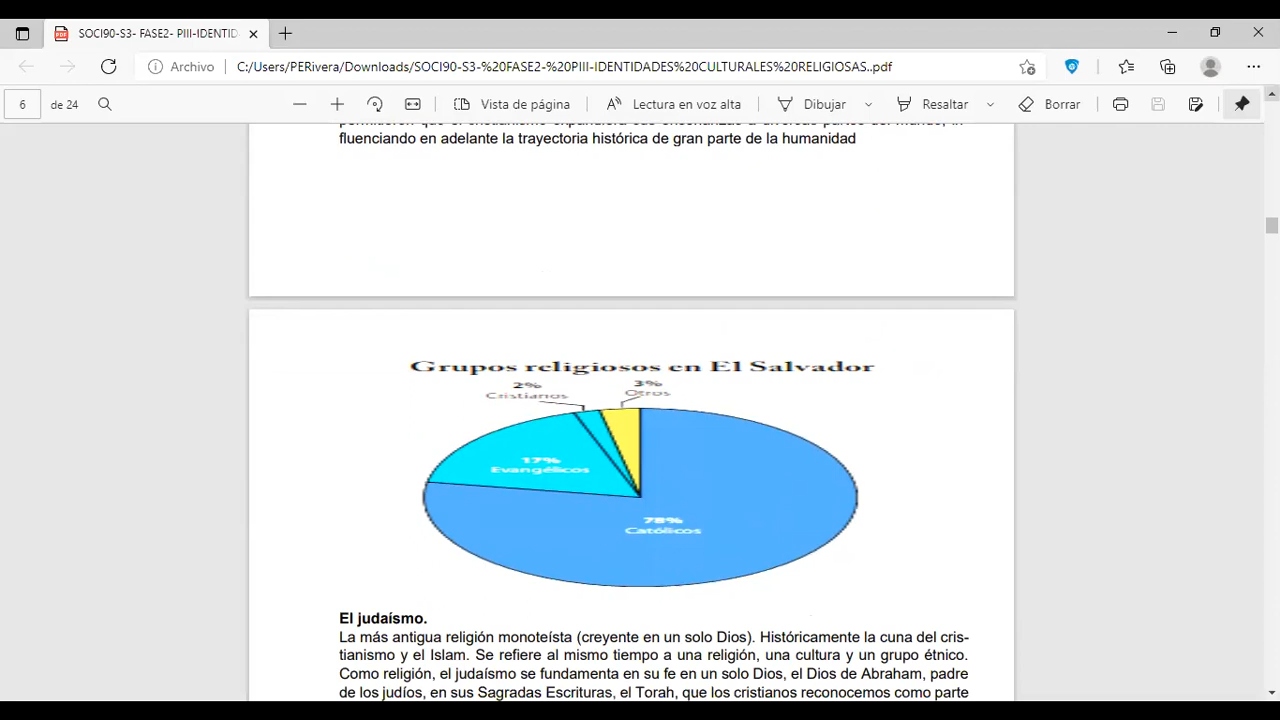 SOCI90-S3- FASE2- PIII-IDENTID
Archivo
C:/Users/PERivera/Downloads/SOCI90-S3-%20FASE2-%20PIII-IDENTIDADES%20CULTURALES%20RELIGIOSAS..pdf
6 de 24
Vista de página
Lectura en voz alta
Dibujar
Resaltar
Borrar
fluenciando en adelante la trayectoria histórica de gran parte de la humanidad
Grupos religiosos en El Salvador
2%
Cristianos
3%
Otros
17%
Evangélicos
78%
Católicos
El judaísmo.
La más antigua religión monoteísta (creyente en un solo Dios). Históricamente la cuna del cris-
tianismo y el Islam. Se refiere al mismo tiempo a una religión, una cultura y un grupo étnico.
Como religión, el judaísmo se fundamenta en su fe en un solo Dios, el Dios de Abraham, padre
de los judíos, en sus Sagradas Escrituras, el Torah, que los cristianos reconocemos como parte